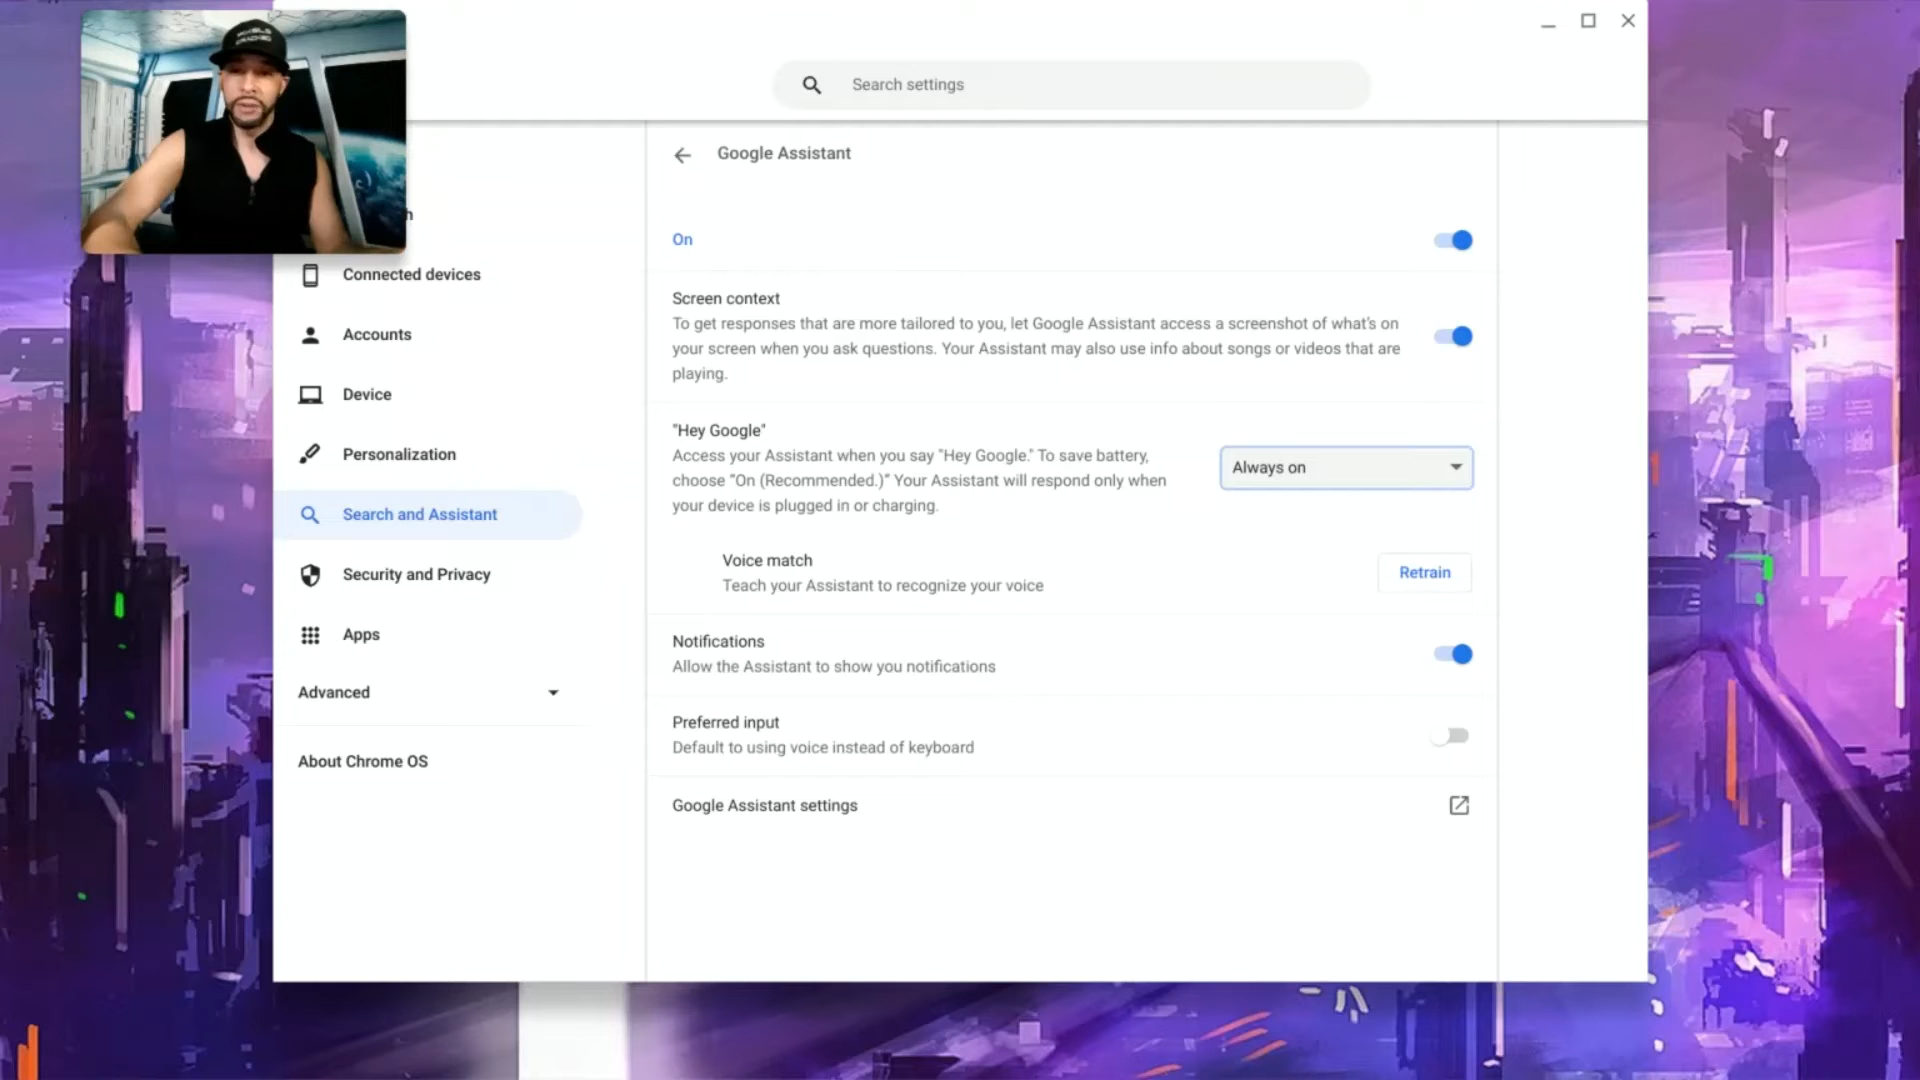 Search settings
Google Assistant
On
h
Connected devices
Accounts
Device
Personalization
Search and Assistant
Security and Privacy
Apps
Advanced
About Chrome OS
Screen context
To get responses that are more tailored to you, let Google Assistant access a screenshot of what's on
your screen when you ask questions. Your Assistant may also use info about songs or videos that are
playing.
"Hey Google"
Access your Assistant when you say "Hey Google." To save battery,
choose "On (Recommended.)" Your Assistant will respond only when
your device is plugged in or charging.
Always on
Voice match
Teach your Assistant to recognize your voice
Retrain
Notifications
Allow the Assistant to show you notifications
Preferred input
Default to using voice instead of keyboard
Google Assistant settings